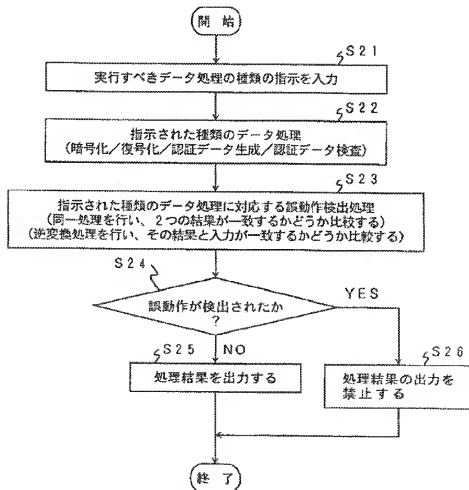 開始
S21
実行すべきデータ処理の種類の指示を入力
S22
指示された種類のデータ処理
(暗号化/復号化/認証データ生成/認証データ検査)
S23
指示された種類のデータ処理に対応する誤動作検出処理
(同一処理を行い、2つの結果が一致するかどうか比較する)
(逆変換処理を行い、その結果と入力が一致するかどうか比較する)
S24
誤動作が検出されたか
?
YES
NO
S25
処理結果を出力する
S26
処理結果の出力を
禁止する
終了